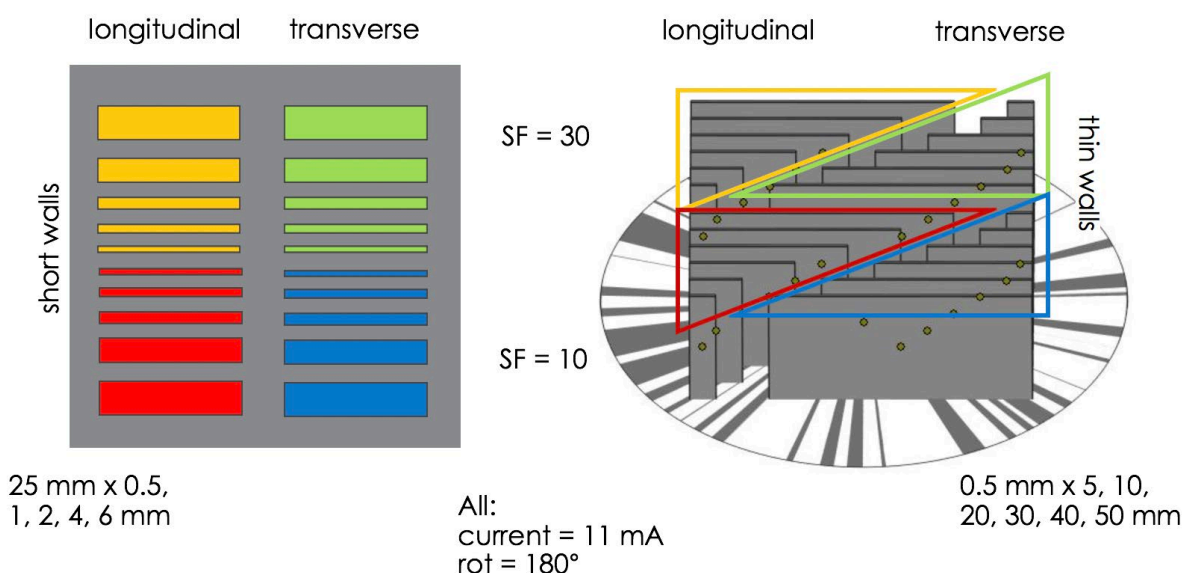 longitudinal transverse
longitudinal transverse
short walls
SF = 30
SF = 10
thin walls
25 mm x 0.5,
1, 2, 4, 6 mm
All:
current = 11 mA
rot = 180°
0.5 mm x 5, 10,
20, 30, 40, 50 mm